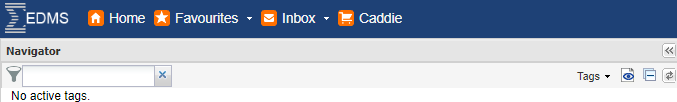 EDMS Home Favourites Inbox Caddie
Navigator
Tags
No active tags.